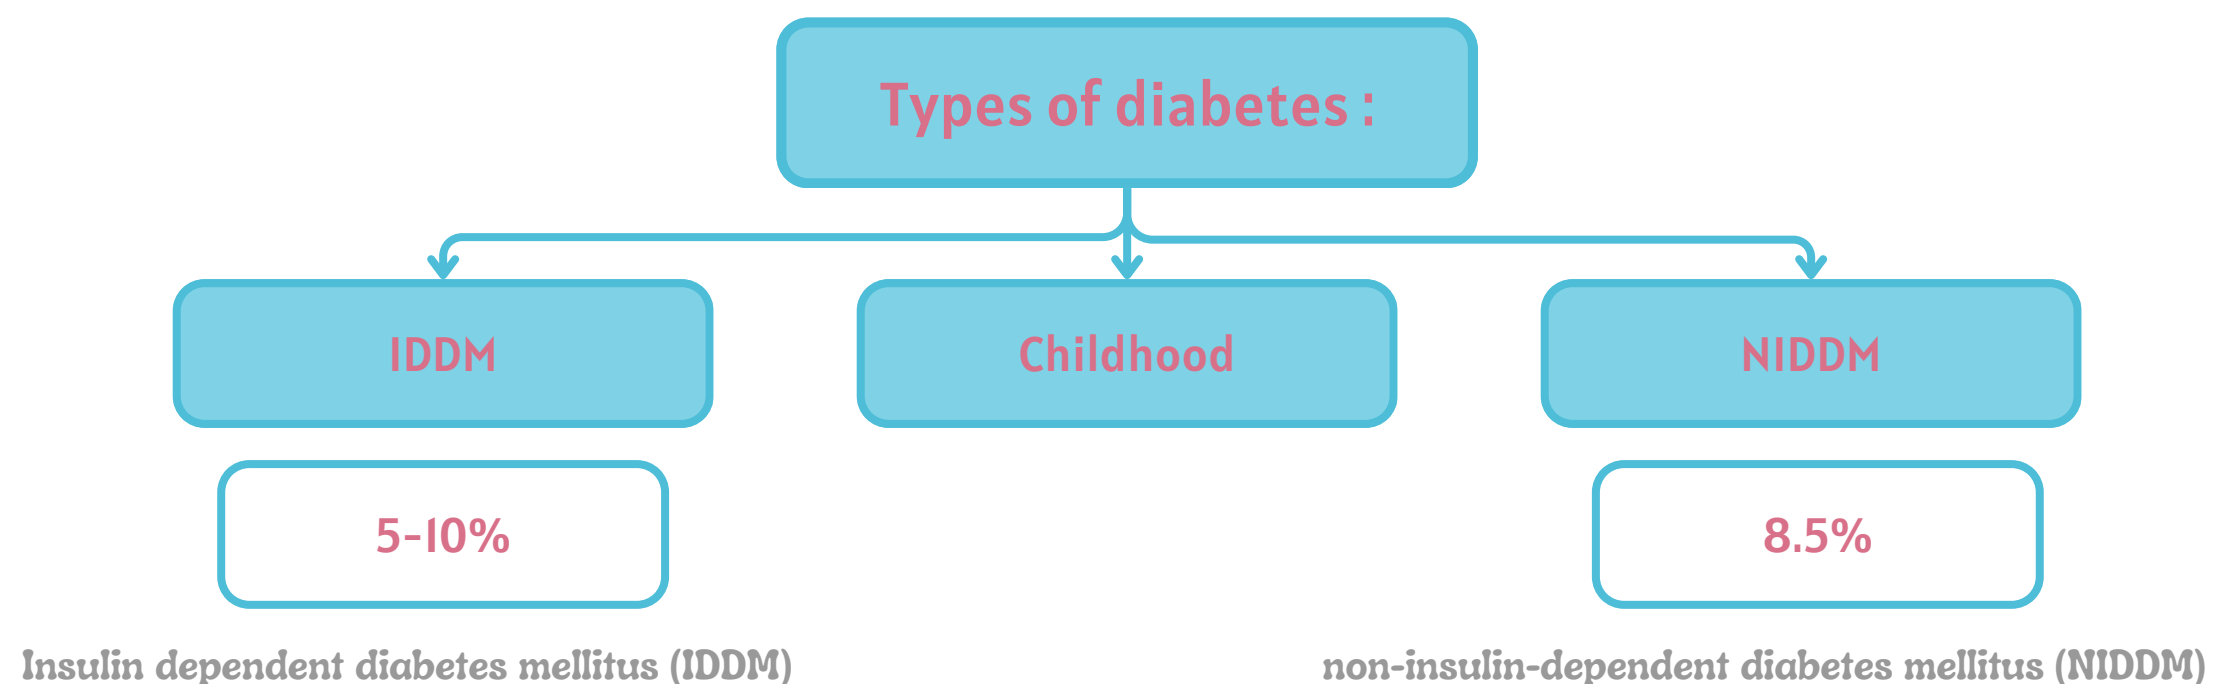 Types of diabetes :
IDDM
Childhood
NIDDM
5-10%
8.5%
Insulin dependent diabetes mellitus (IDDM)
non-insulin-dependent diabetes mellitus (NIDDM)